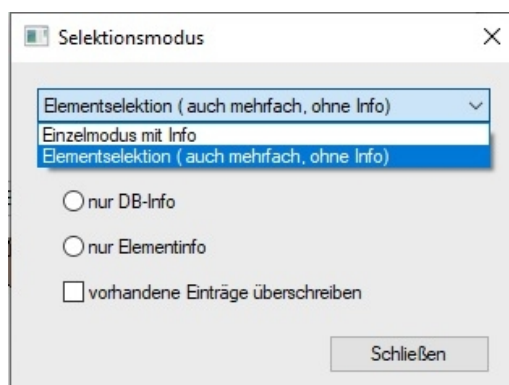 Selektionsmodus
Elementselektion ( auch mehrfach, ohne Info)
Einzelmodus mit Info
Elementselektion ( auch mehrfach, ohne Info)
nur DB-Info
nur Elementinfo
vorhandene Einträge überschreiben
Schließen